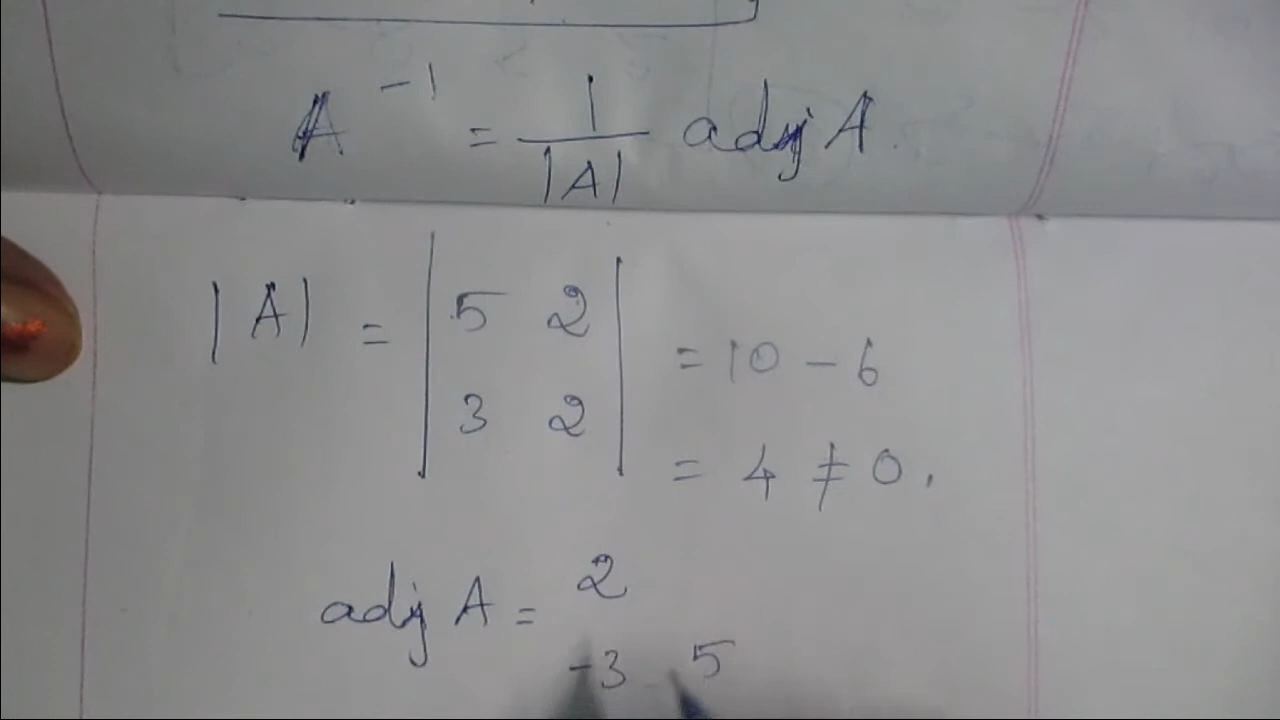 A⁻¹ = 1/|A| adj A
|A| = | 5 2 | = 10 - 6
| 3 2 |
= 4 ≠ 0.
adj A = 2
-3 5